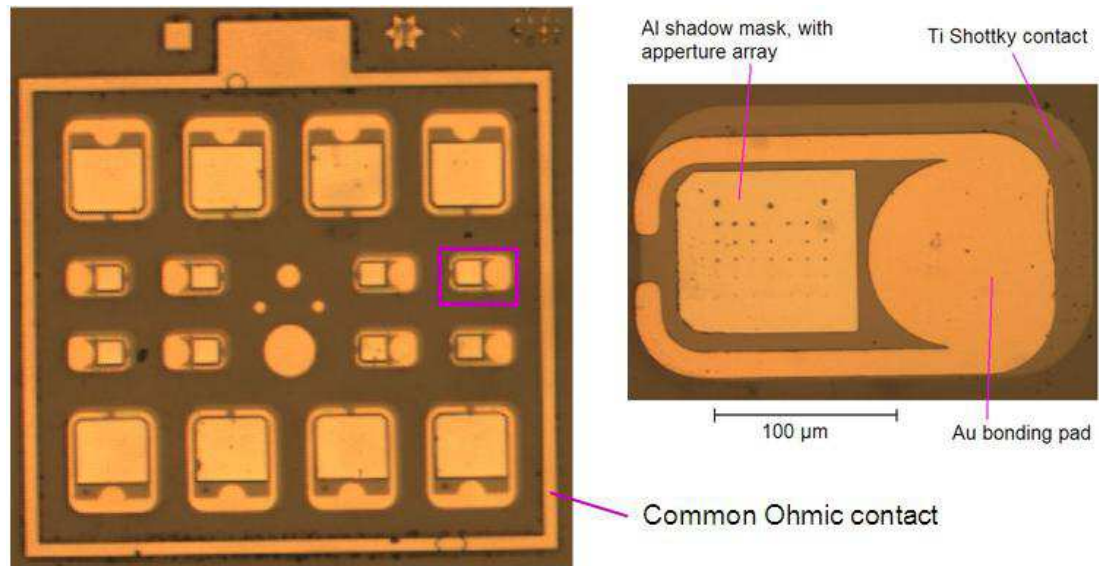 Al shadow mask, with
apperture array
Ti Shottky contact
100 µm
Au bonding pad
Common Ohmic contact